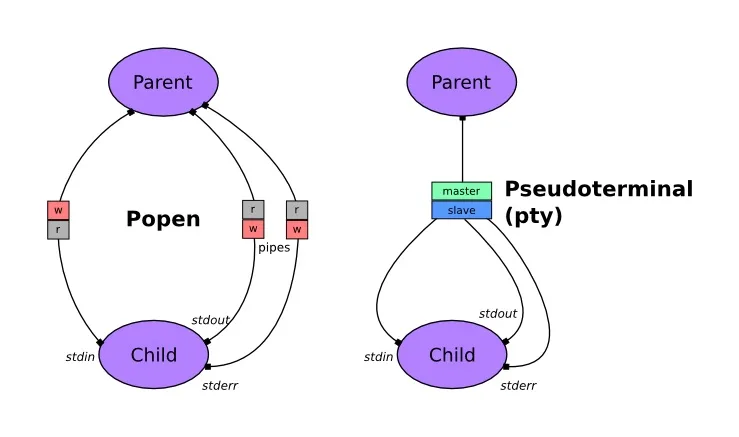 Parent
w
r
Popen
r
w
r
w
pipes
stdout
stdin
Child
stderr
Parent
master
slave
Pseudoterminal
(pty)
stdout
stdin
Child
stderr